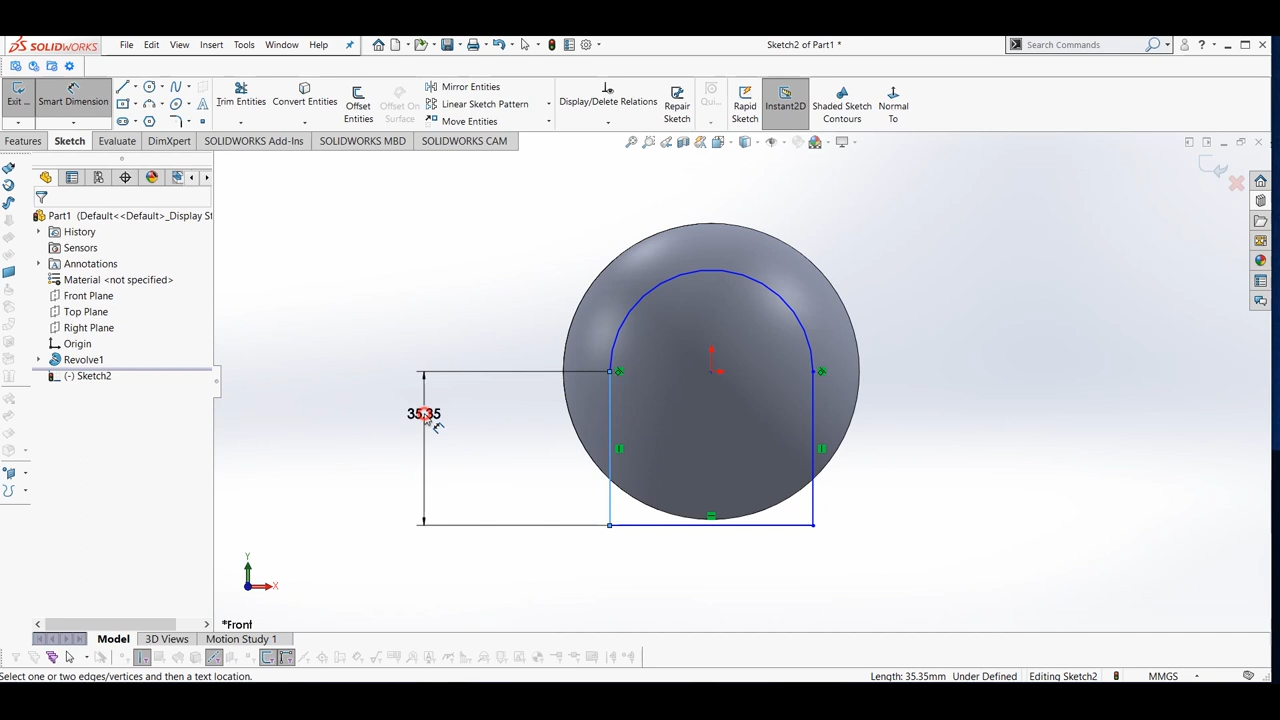 SOLIDWORKS File Edit View Insert Tools Window Help Sketch2 of Part1 * Search Commands
Exit ... Smart Dimension Trim Entities Convert Entities Offset Entities Offset On Surface Mirror Entities Linear Sketch Pattern Move Entities Display/Delete Relations Repair Sketch Qui... Rapid Sketch Instant2D Shaded Sketch Contours Normal To
Features Sketch Evaluate DimXpert SOLIDWORKS Add-Ins SOLIDWORKS MBD SOLIDWORKS CAM
Part1 (Default<<Default>_Display St
History
Sensors
Annotations
Material <not specified>
Front Plane
Top Plane
Right Plane
Origin
Revolve1
(-) Sketch2
35.35
Y
X
*Front
Model 3D Views Motion Study 1
Select one or two edges/vertices and then a text location. Length: 35.35mm Under Defined Editing Sketch2 MMGS